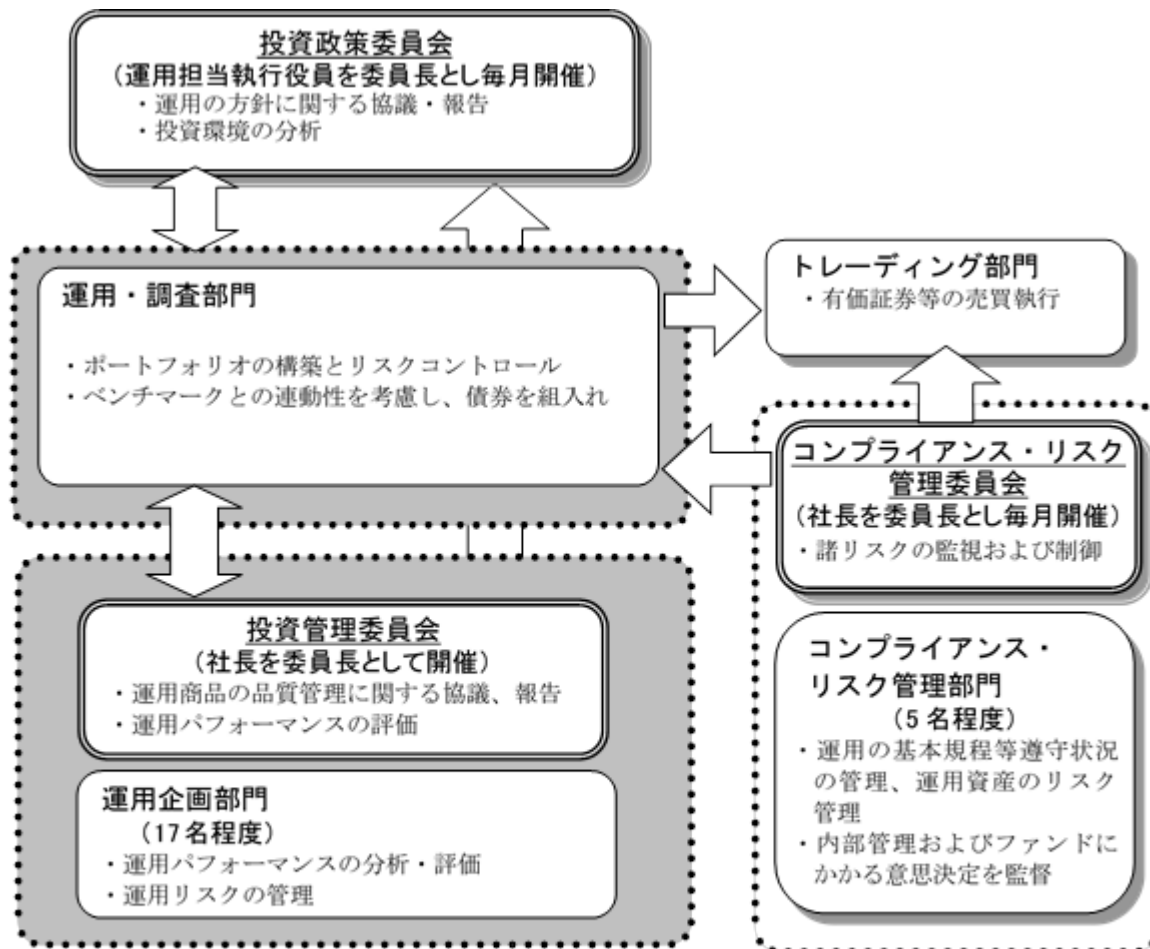 投資政策委員会
(運用担当執行役員を委員長とし毎月開催)
・運用の方針に関する協議・報告
・投資環境の分析
運用・調査部門
・ポートフォリオの構築とリスクコントロール
・ベンチマークとの連動性を考慮し、債券を組入れ
トレーディング部門
・有価証券等の売買執行
コンプライアンス・リスク
管理委員会
(社長を委員長とし毎月開催)
・諸リスクの監視および制御
投資管理委員会
(社長を委員長として開催)
・運用商品の品質管理に関する協議、報告
・運用パフォーマンスの評価
運用企画部門
(17名程度)
・運用パフォーマンスの分析・評価
・運用リスクの管理
コンプライアンス・
リスク管理部門
(5名程度)
・運用の基本規程等遵守状況
の管理、運用資産のリスク
管理
・内部管理およびファンドに
かかる意思決定を監督